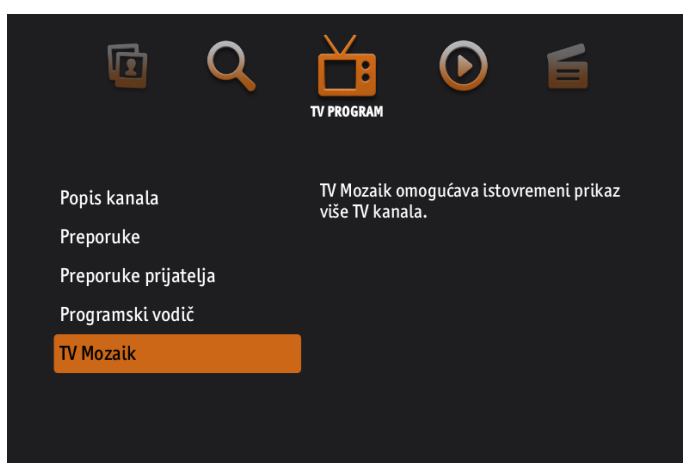 TV PROGRAM
Popis kanala
Preporuke
Preporuke prijatelja
Programski vodič
TV Mozaik
TV Mozaik omogućava istovremeni prikaz
više TV kanala.